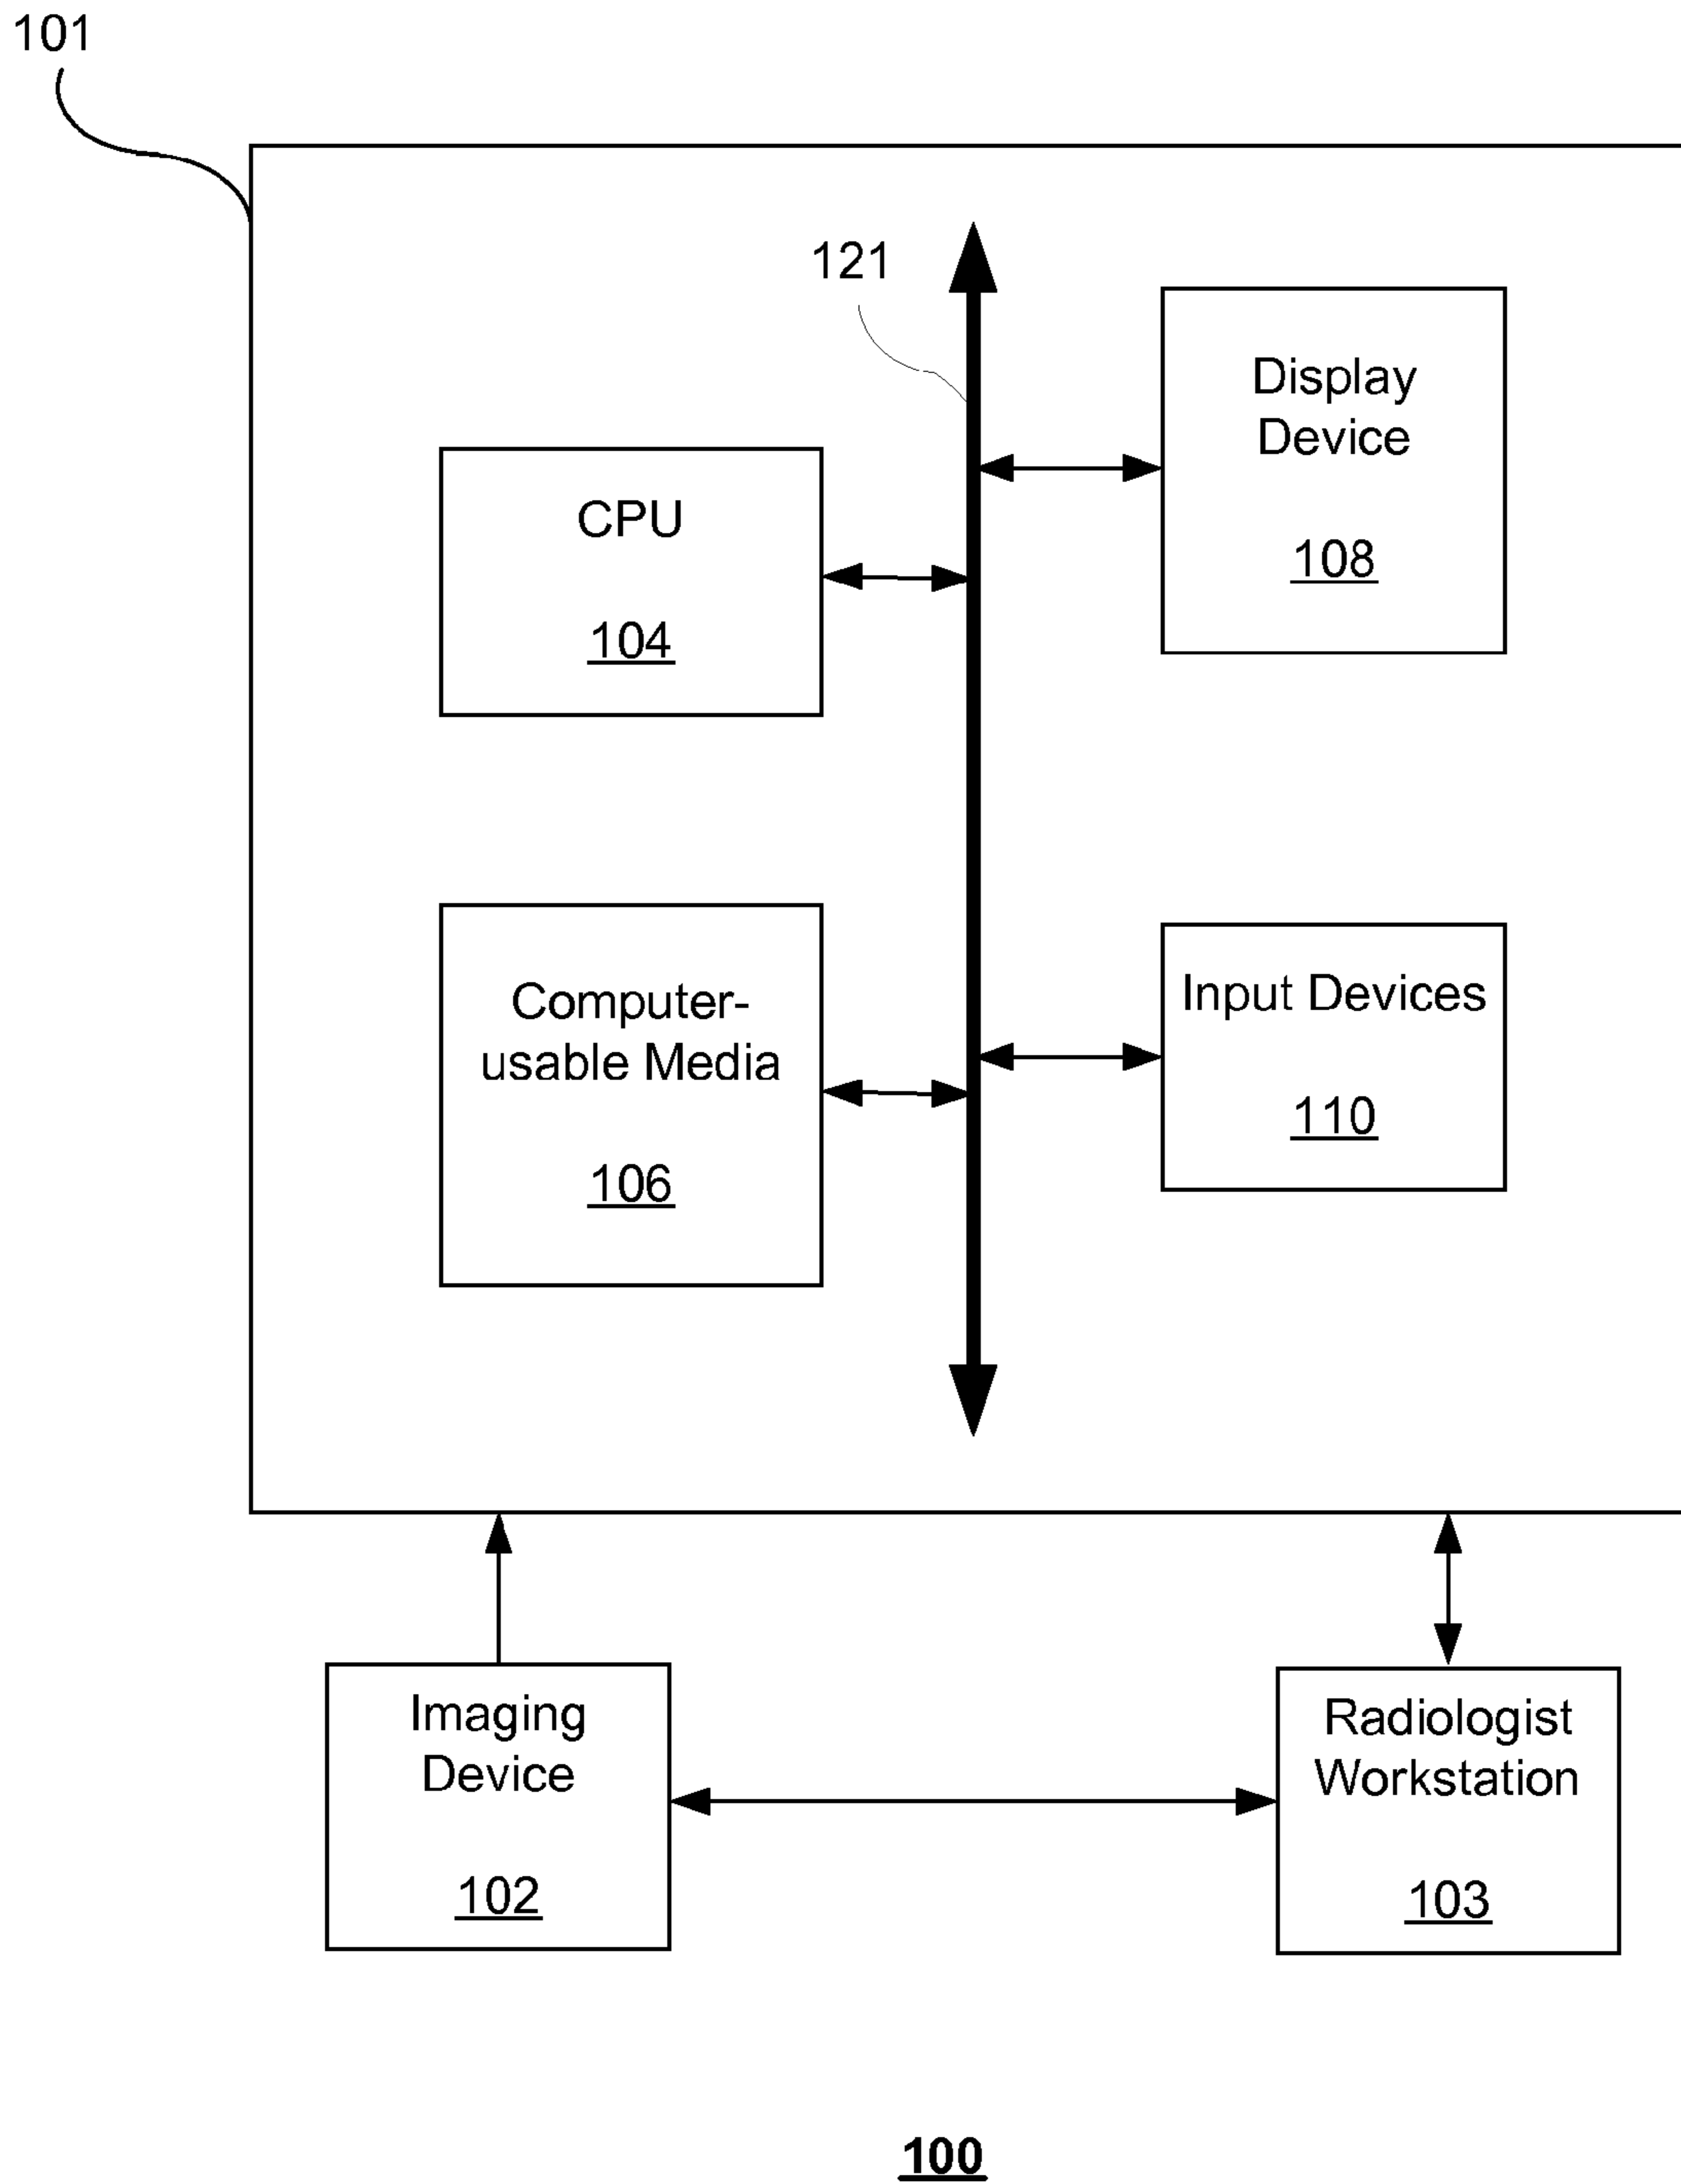 101
121
Display
Device
108
CPU
104
Computer-
usable Media
106
Input Devices
110
Imaging
Device
102
Radiologist
Workstation
103
100